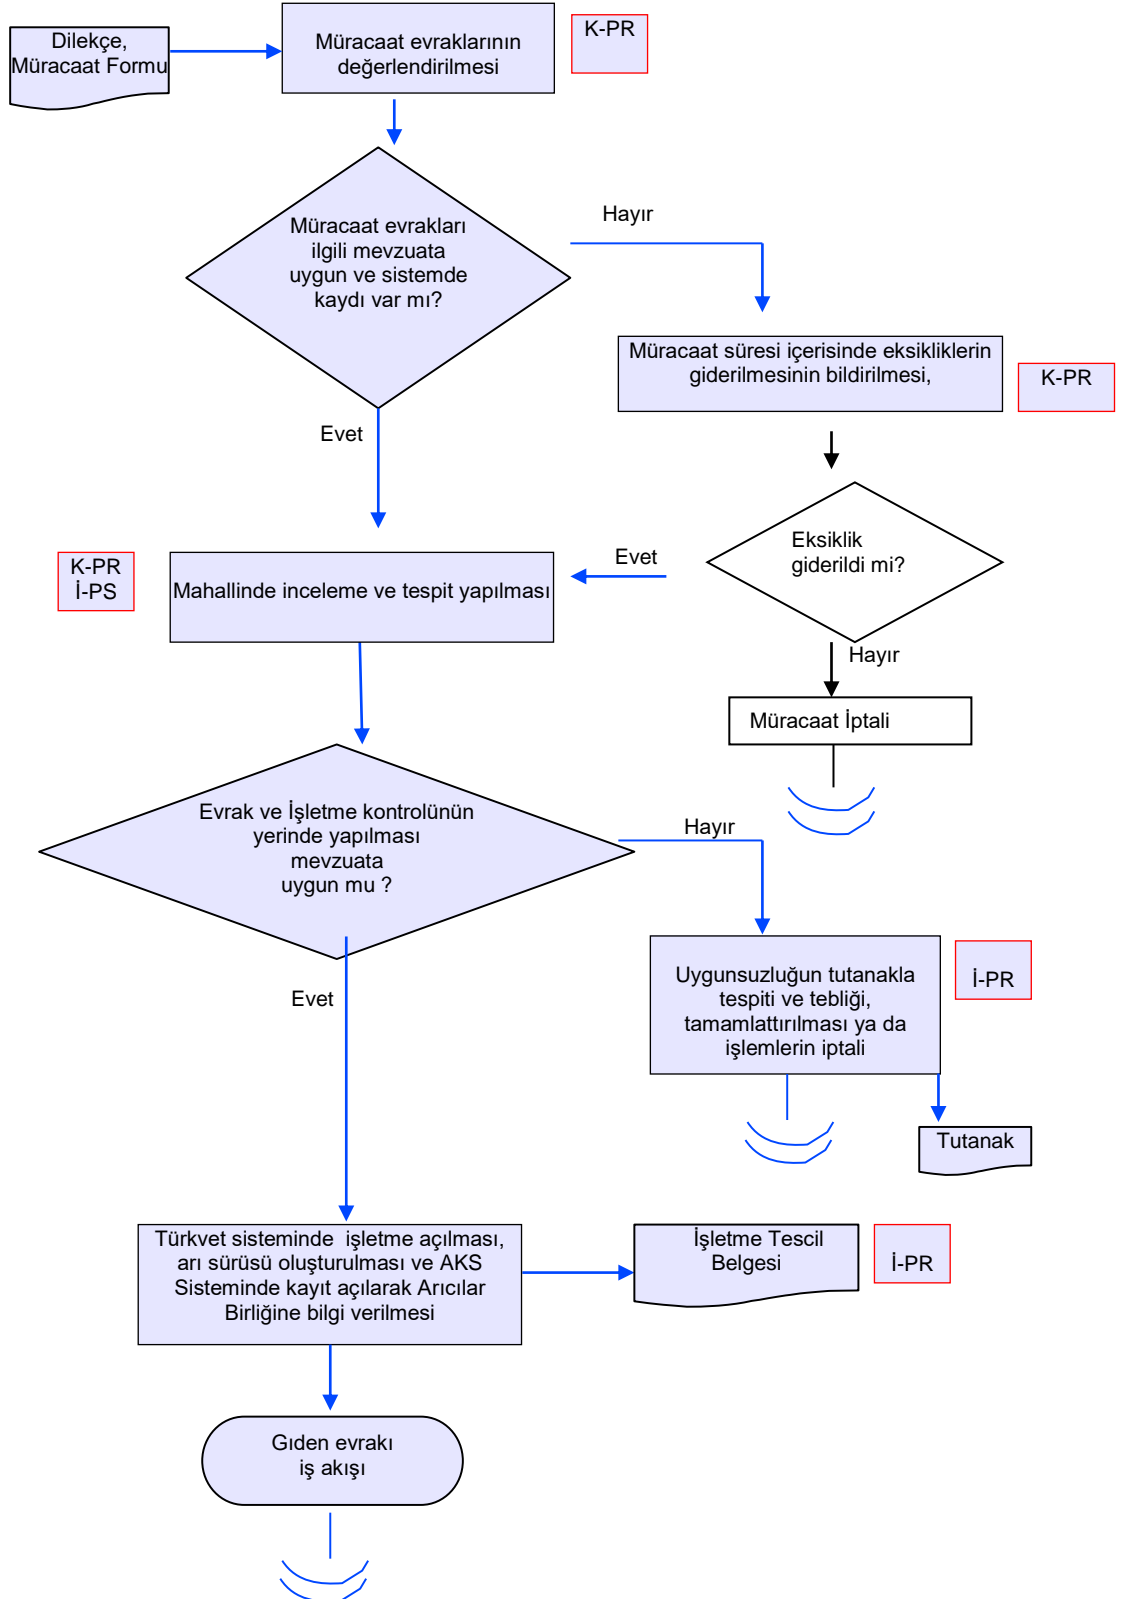 Dilekçe,
Müracaat Formu
Müracaat evraklarının
değerlendirilmesi
K-PR
Müracaat evrakları
ilgili mevzuata
uygun ve sistemde
kaydı var mı?
Hayır
Müracaat süresi içerisinde eksikliklerin
giderilmesinin bildirilmesi,
K-PR
Evet
Eksiklik
giderildi mi?
Evet
K-PR
İ-PS
Mahallinde inceleme ve tespit yapılması
Hayır
Müracaat İptali
Evrak ve İşletme kontrolünün
yerinde yapılması
mevzuata
uygun mu ?
Hayır
Uygunsuzluğun tutanakla
tespiti ve tebliği,
tamamlattırılması ya da
işlemlerin iptali
İ-PR
Evet
Tutanak
Türkvet sisteminde  işletme açılması,
arı sürüsü oluşturulması ve AKS
Sisteminde kayıt açılarak Arıcılar
Birliğine bilgi verilmesi
İşletme Tescil
Belgesi
İ-PR
Gıden evrakı
iş akışı